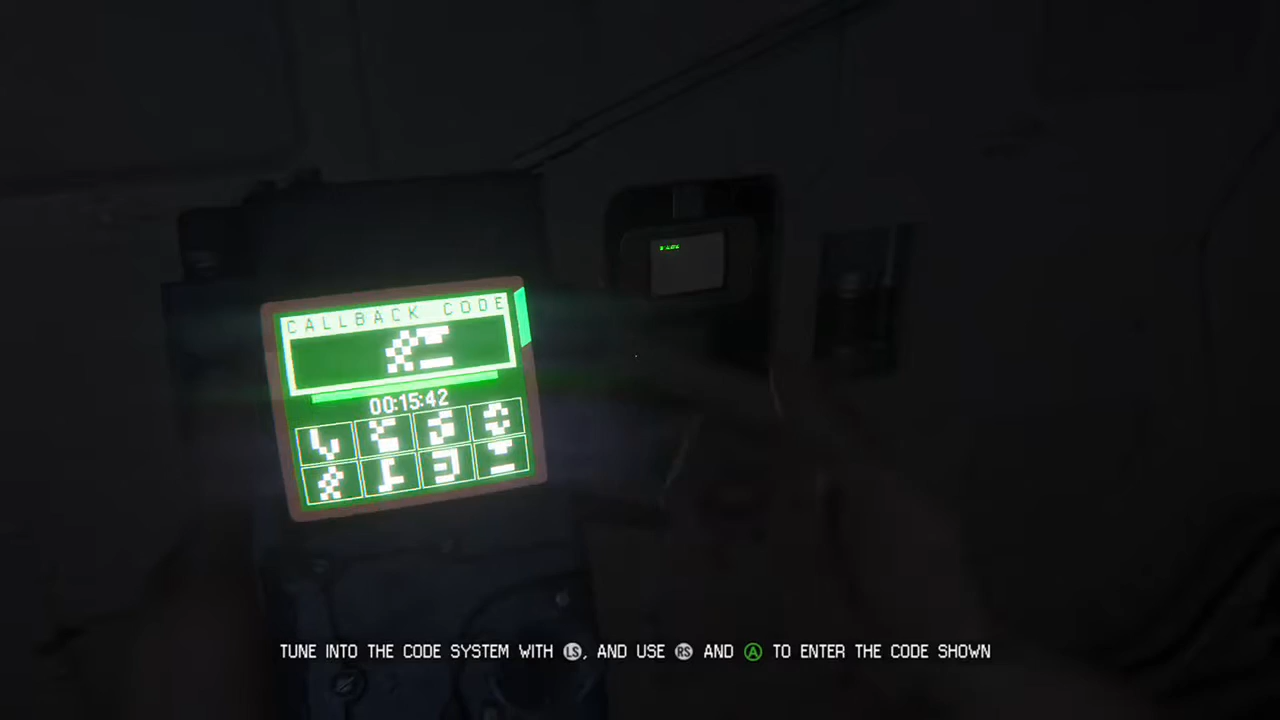 CALLBACK CODE
00:15:42
TUNE INTO THE CODE SYSTEM WITH LS, AND USE RS AND A TO ENTER THE CODE SHOWN